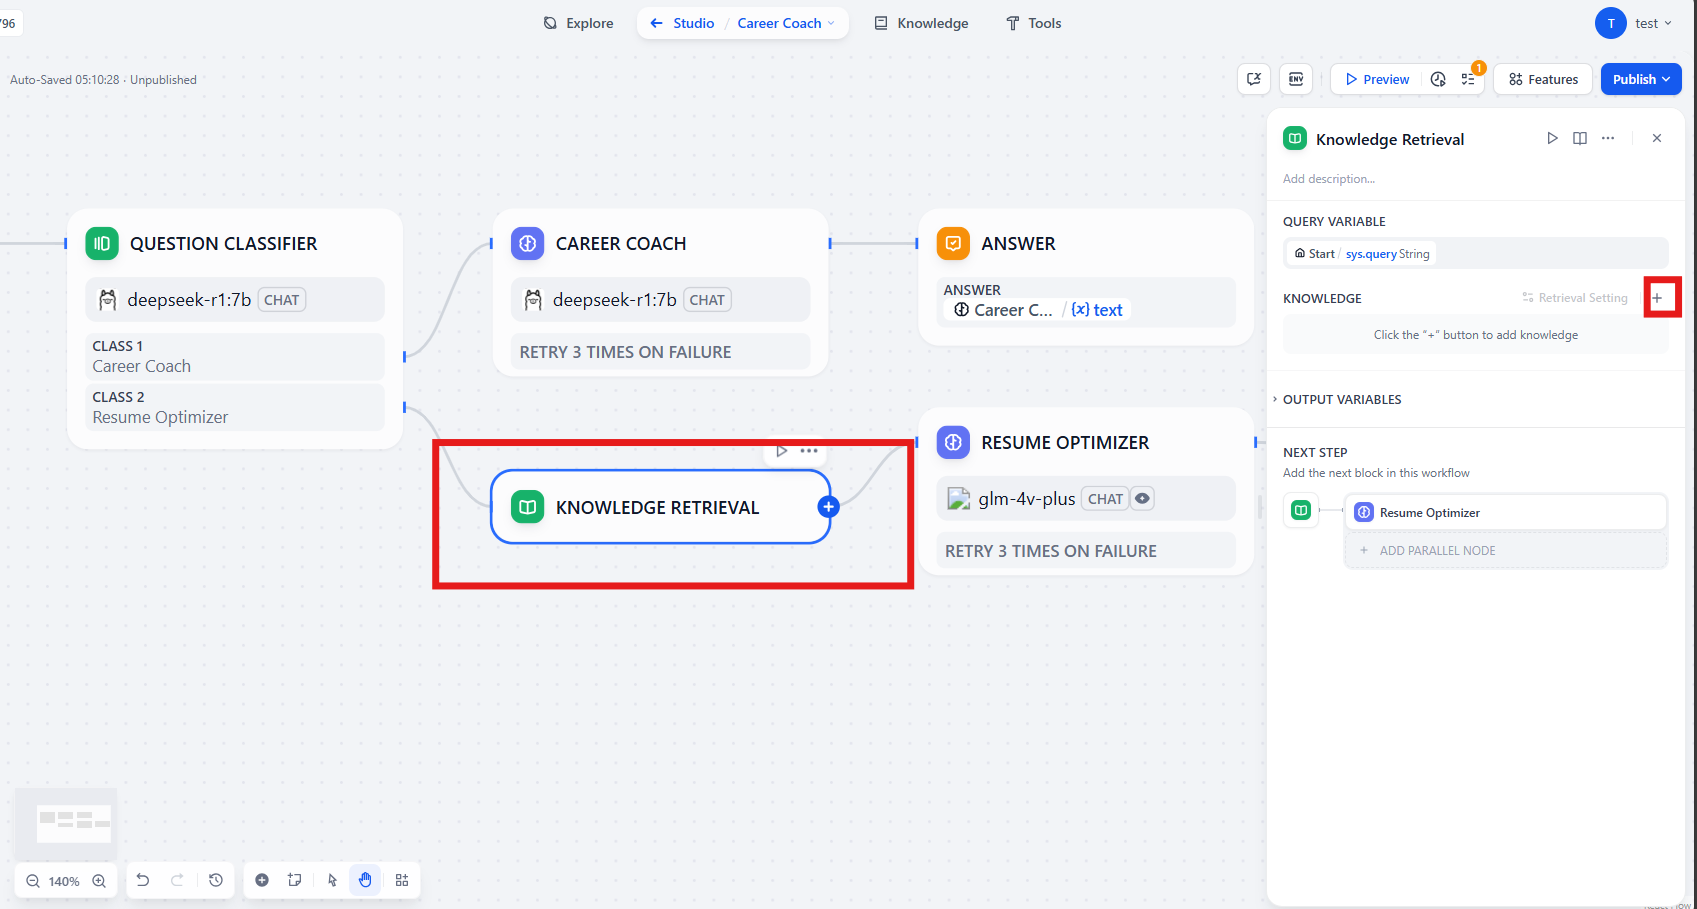 796
Explore
Studio / Career Coach
Knowledge
Tools
T
test
Auto-Saved 05:10:28 · Unpublished
ENV
Preview
1
Features
Publish
QUESTION CLASSIFIER
deepseek-r1:7b CHAT
CLASS 1
Career Coach
CLASS 2
Resume Optimizer
CAREER COACH
deepseek-r1:7b CHAT
RETRY 3 TIMES ON FAILURE
ANSWER
ANSWER
Career C... / {x} text
KNOWLEDGE RETRIEVAL
RESUME OPTIMIZER
glm-4v-plus CHAT
RETRY 3 TIMES ON FAILURE
Knowledge Retrieval
Add description...
QUERY VARIABLE
Start / sys.query String
KNOWLEDGE
Retrieval Setting
Click the "+" button to add knowledge
OUTPUT VARIABLES
NEXT STEP
Add the next block in this workflow
Resume Optimizer
+ ADD PARALLEL NODE
140%